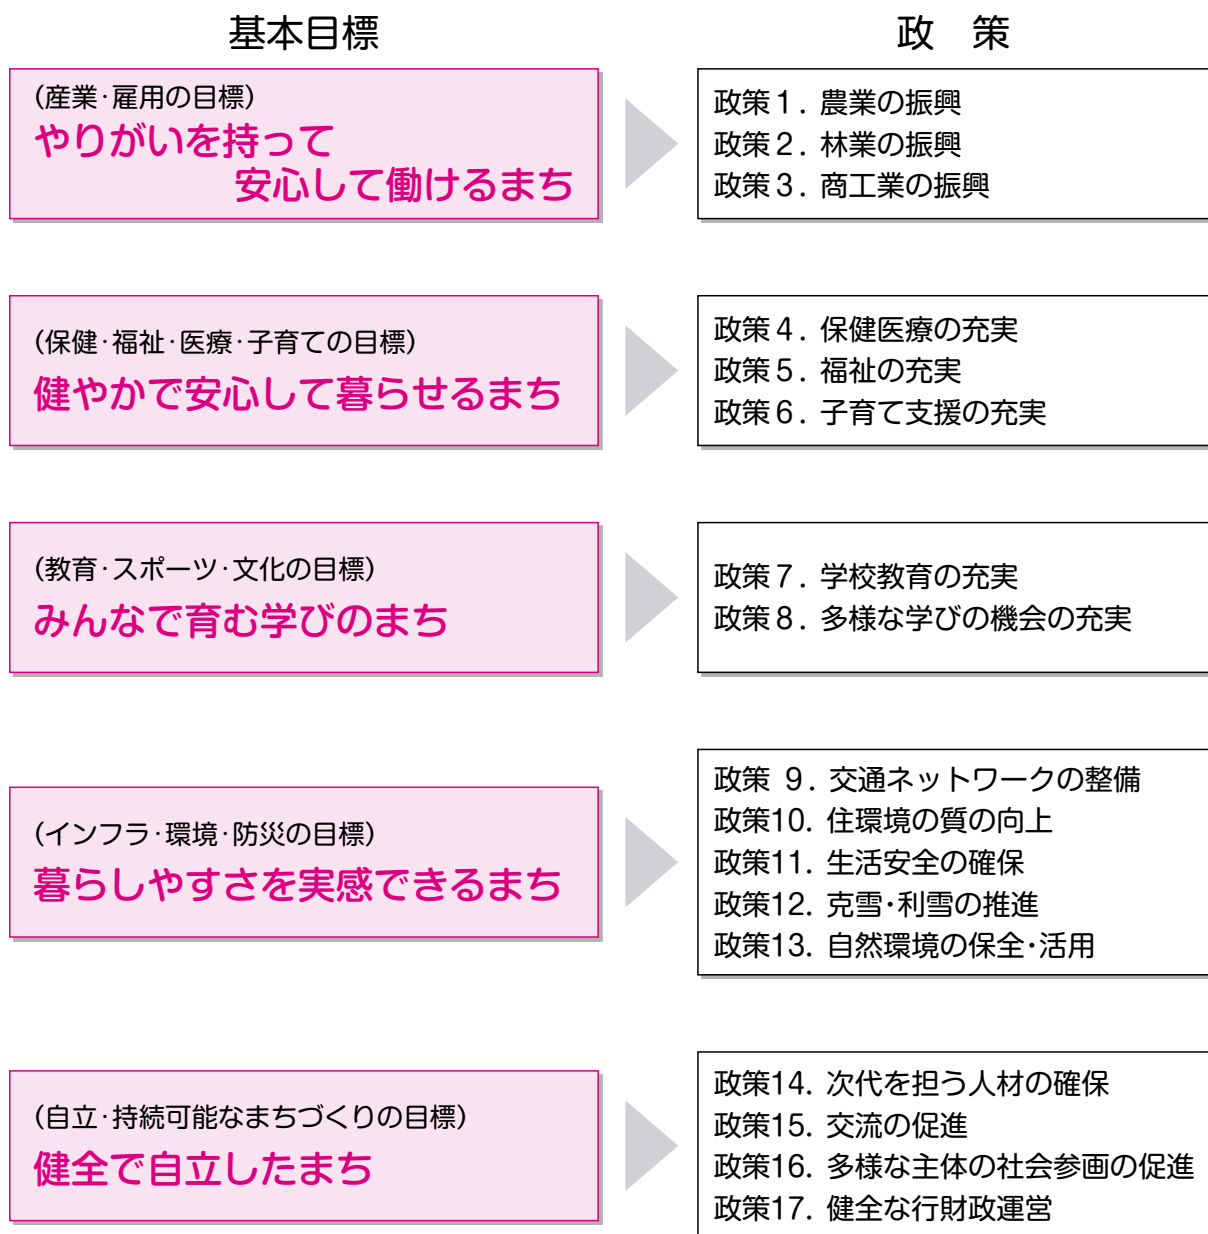 基本目標
政　策
（産業・雇用の目標）
やりがいを持って
安心して働けるまち
政策 1. 農業の振興
政策 2. 林業の振興
政策 3. 商工業の振興
（保健・福祉・医療・子育ての目標）
健やかで安心して暮らせるまち
政策 4. 保健医療の充実
政策 5. 福祉の充実
政策 6. 子育て支援の充実
（教育・スポーツ・文化の目標）
みんなで育む学びのまち
政策 7. 学校教育の充実
政策 8. 多様な学びの機会の充実
（インフラ・環境・防災の目標）
暮らしやすさを実感できるまち
政策 9. 交通ネットワークの整備
政策10. 住環境の質の向上
政策11. 生活安全の確保
政策12. 克雪・利雪の推進
政策13. 自然環境の保全・活用
（自立・持続可能なまちづくりの目標）
健全で自立したまち
政策14. 次代を担う人材の確保
政策15. 交流の促進
政策16. 多様な主体の社会参画の促進
政策17. 健全な行財政運営